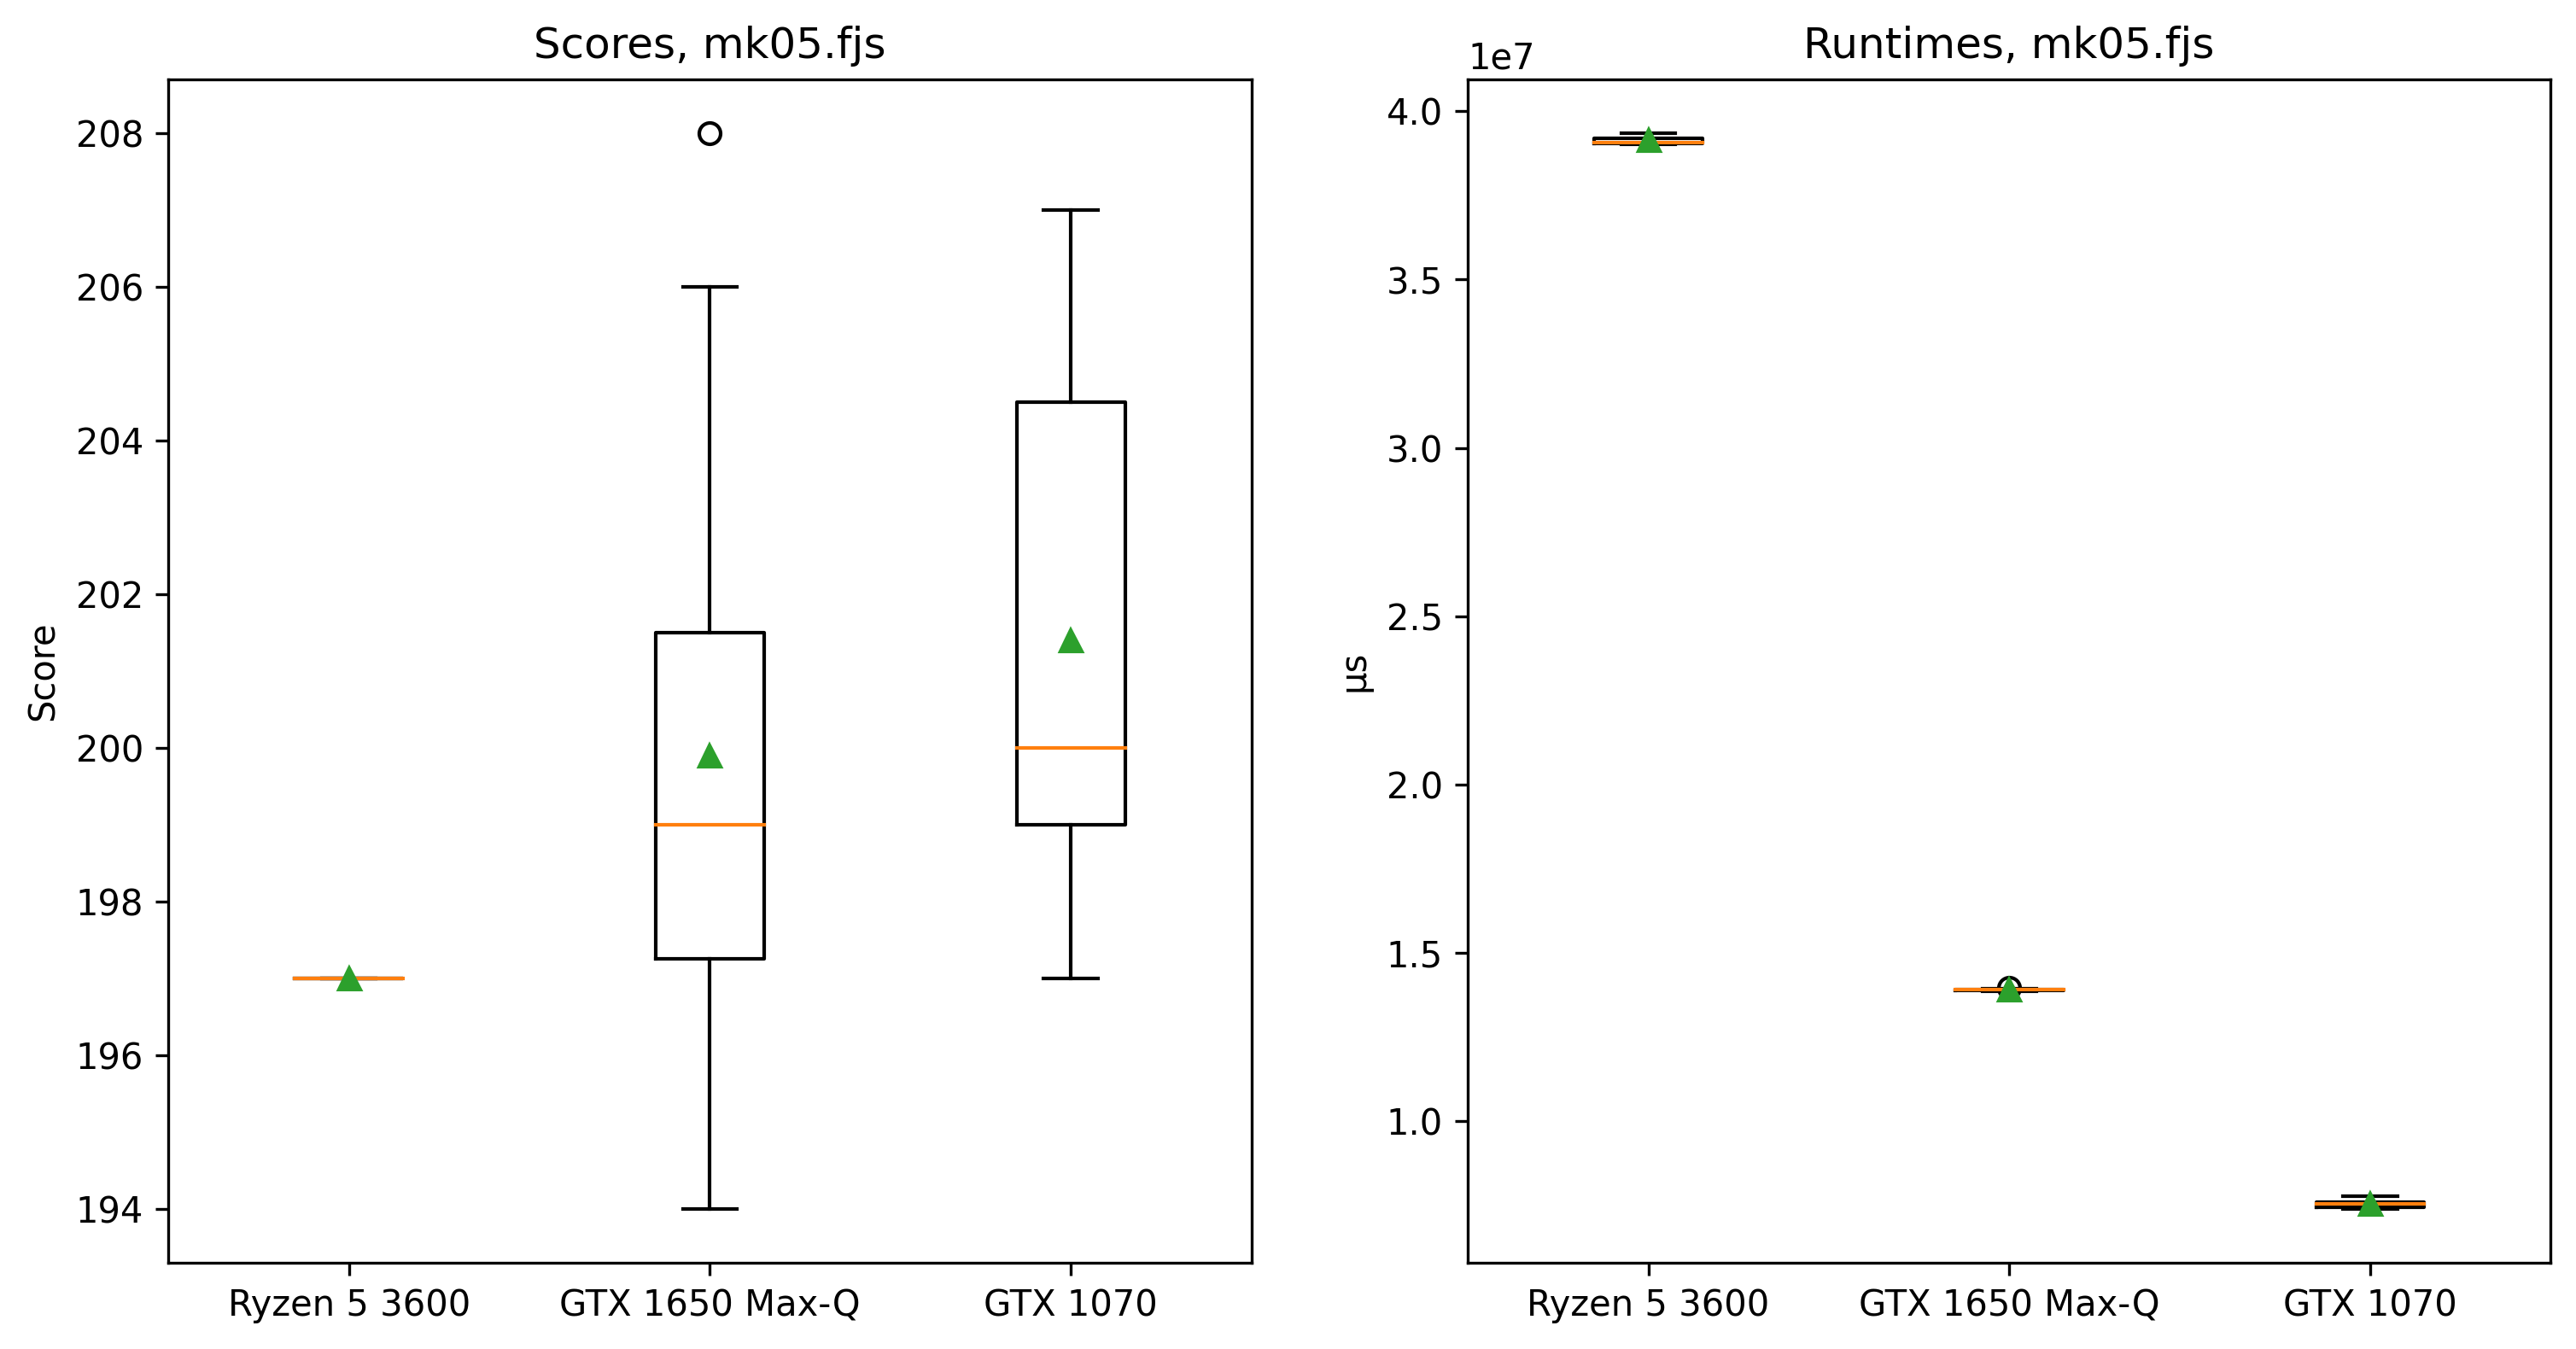 Scores, mk05.fjs
Score
208
206
204
202
200
198
196
194
Ryzen 5 3600
GTX 1650 Max-Q
GTX 1070
Runtimes, mk05.fjs
1e7
µs
4.0
3.5
3.0
2.5
2.0
1.5
1.0
Ryzen 5 3600
GTX 1650 Max-Q
GTX 1070